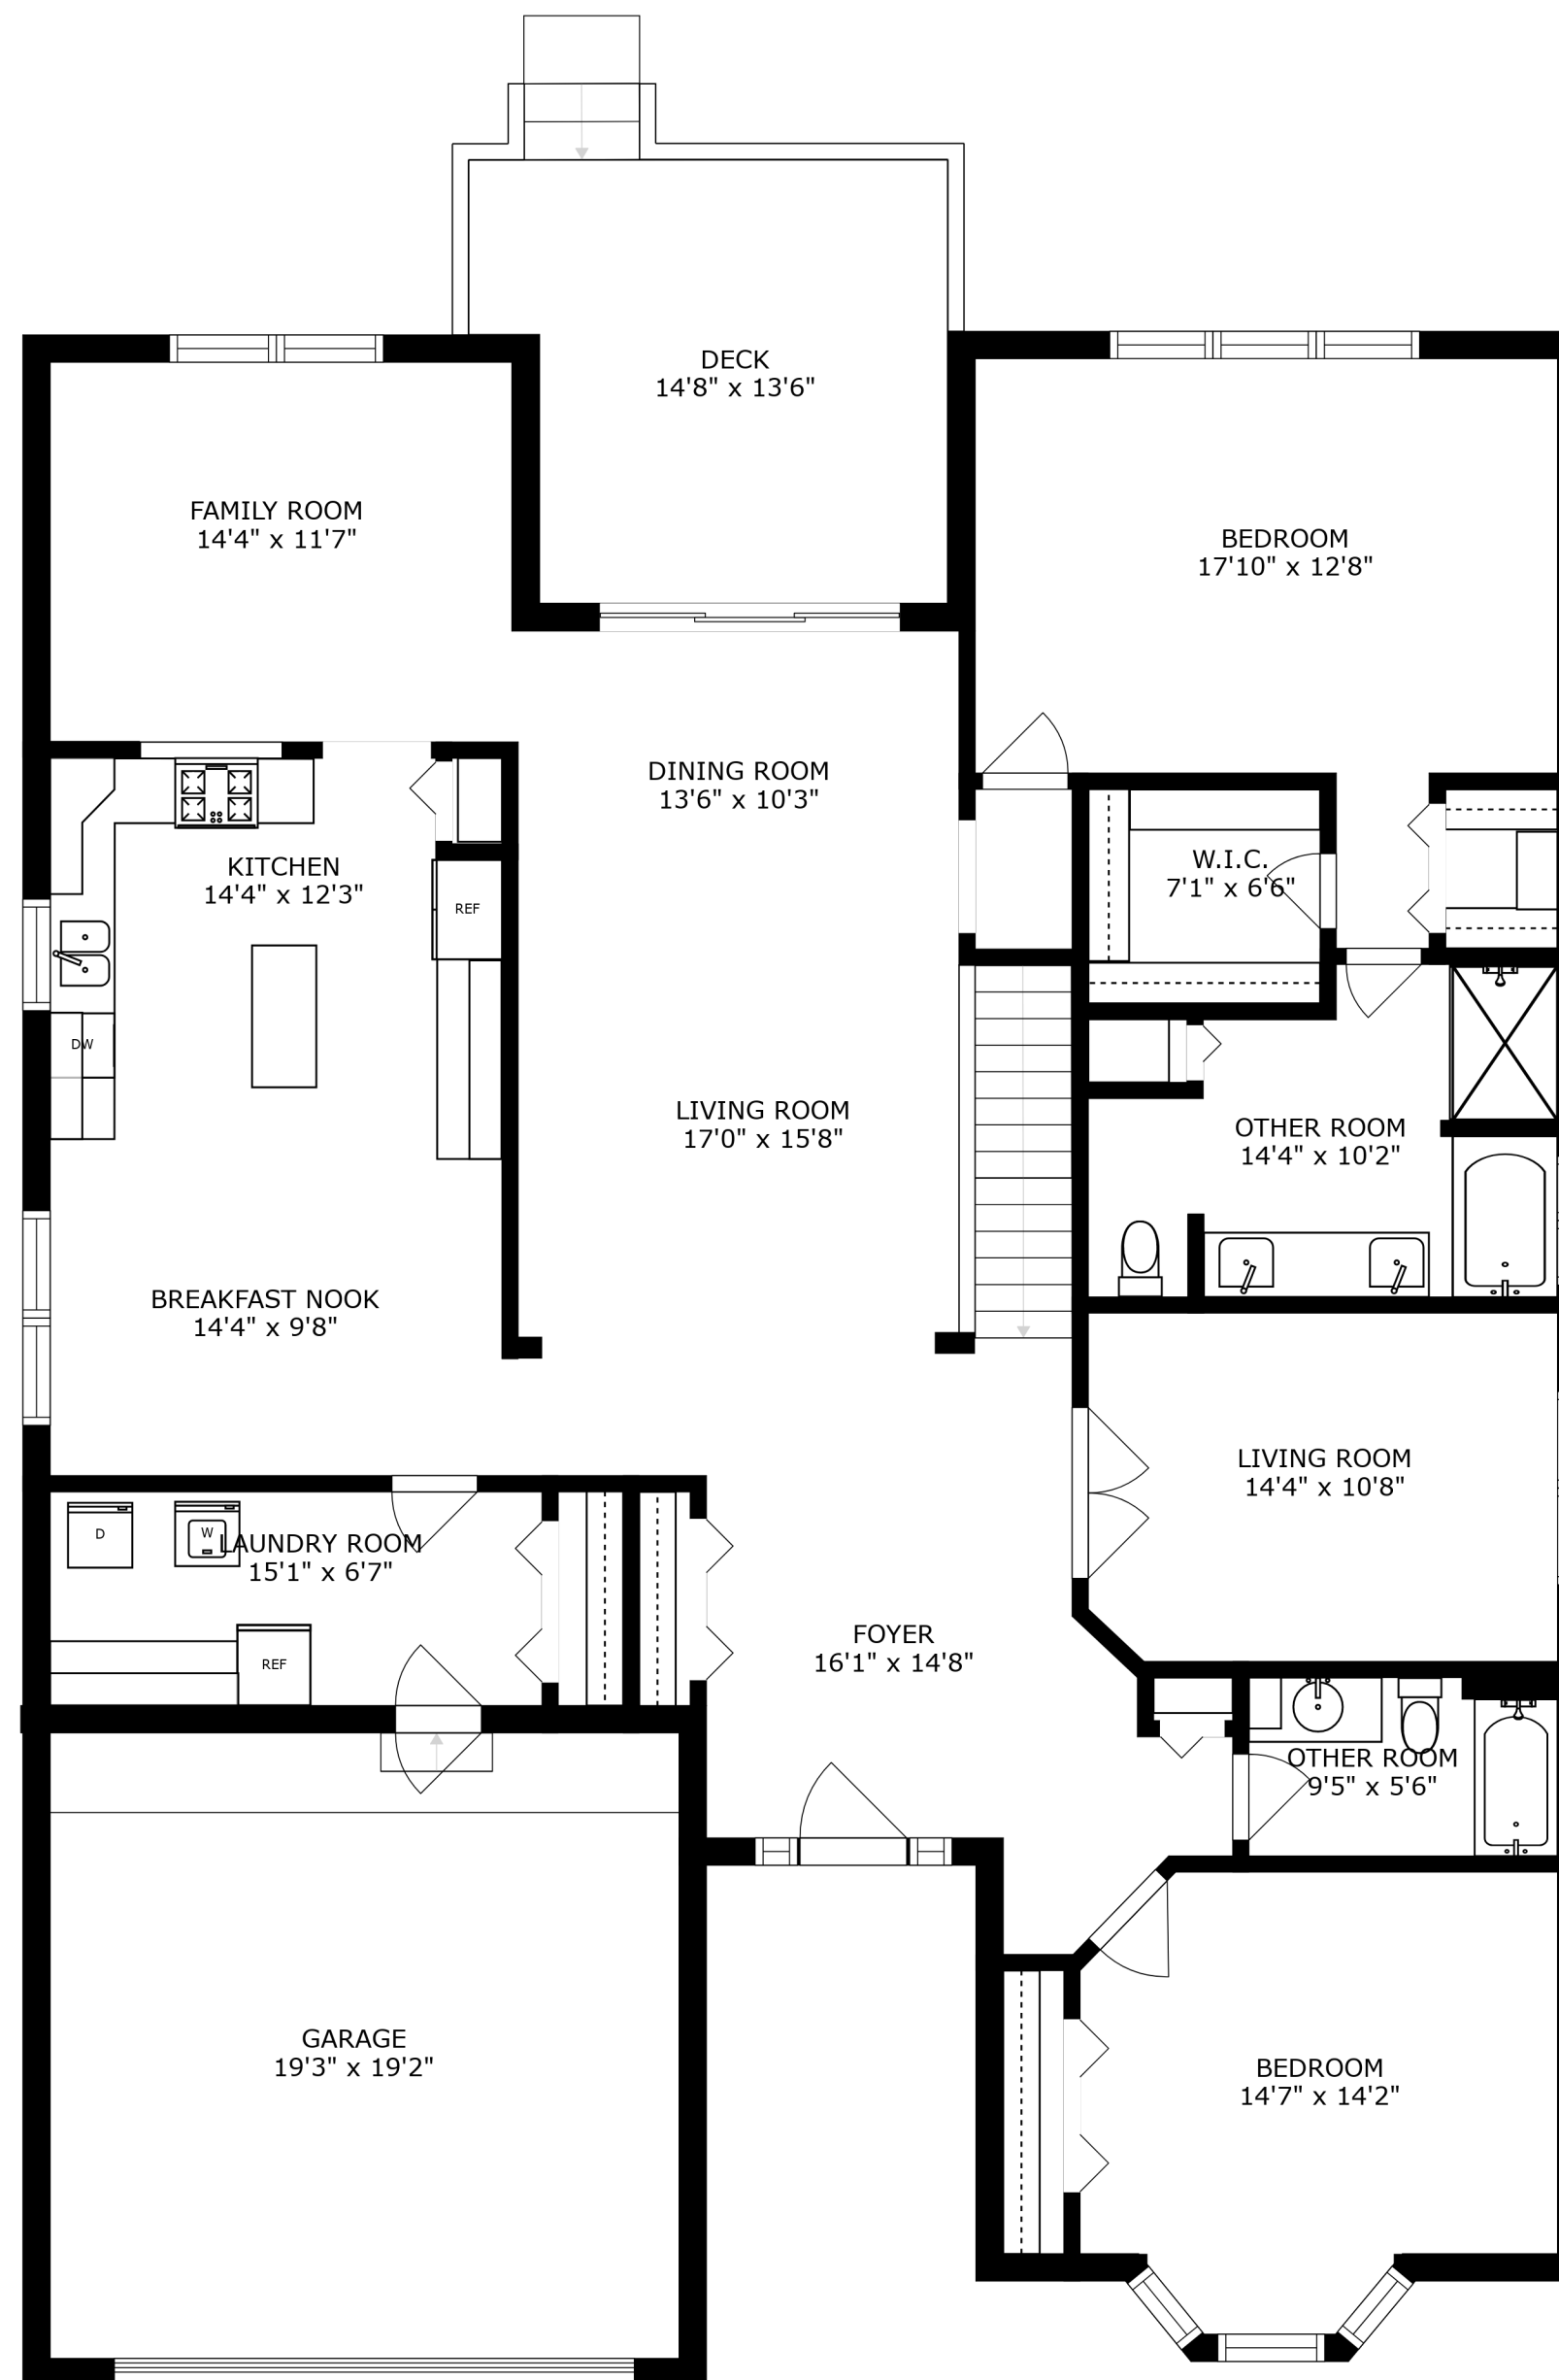 DECK
14'8" x 13'6"
FAMILY ROOM
14'4" x 11'7"
BEDROOM
17'10" x 12'8"
DINING ROOM
13'6" x 10'3"
KITCHEN
14'4" x 12'3"
W.I.C.
7'1" x 6'6"
REF
DW
LIVING ROOM
17'0" x 15'8"
OTHER ROOM
14'4" x 10'2"
BREAKFAST NOOK
14'4" x 9'8"
LIVING ROOM
14'4" x 10'8"
D
W
LAUNDRY ROOM
15'1" x 6'7"
REF
FOYER
16'1" x 14'8"
OTHER ROOM
9'5" x 5'6"
GARAGE
19'3" x 19'2"
BEDROOM
14'7" x 14'2"